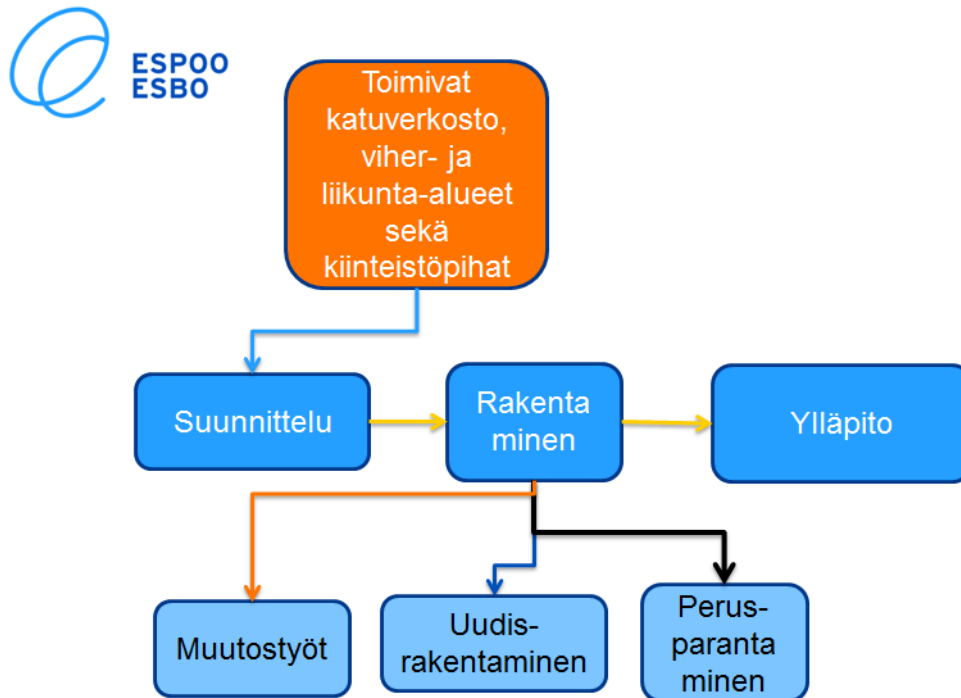 ESPOO
ESBO
Toimivat
katuverkosto,
viher- ja
liikunta-alueet
sekä
kiinteistöpihat
Suunnittelu
Rakenta
minen
Ylläpito
Muutostyöt
Uudis-
rakentaminen
Perus-
paranta
minen